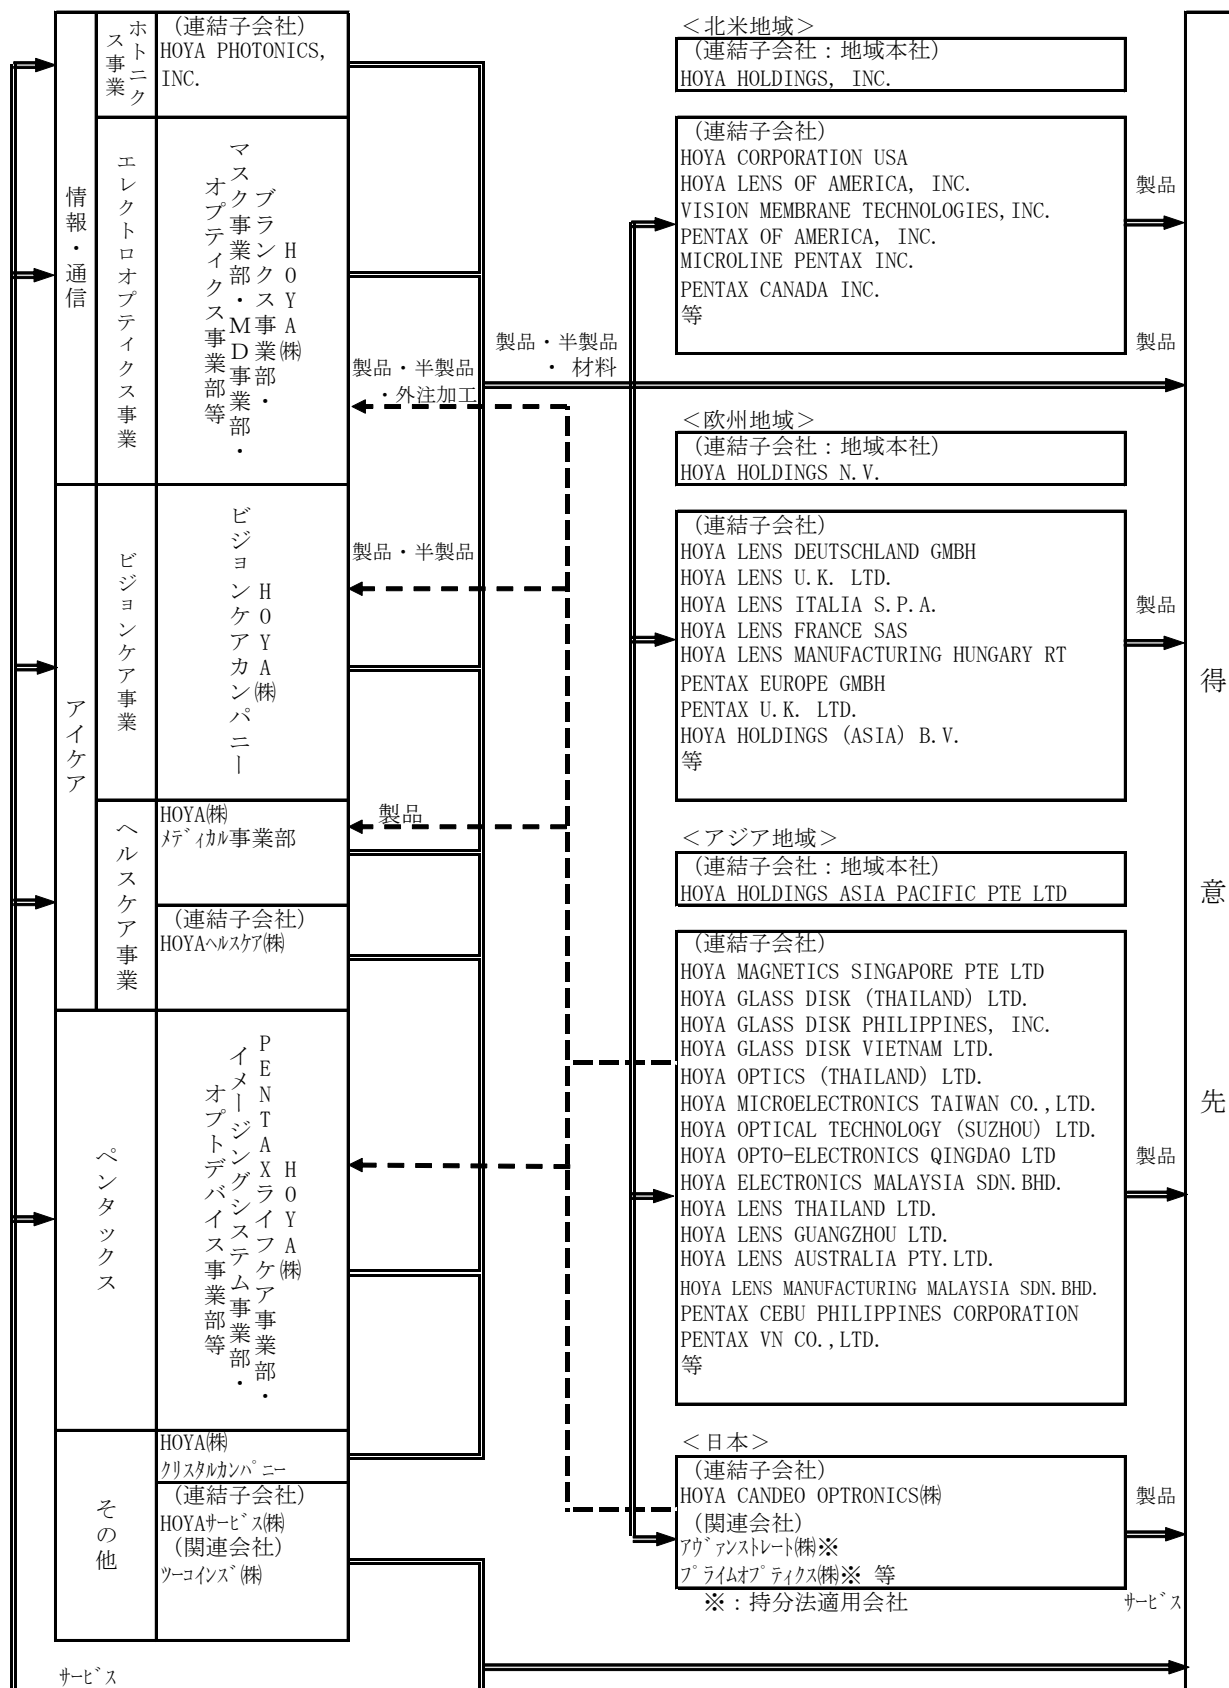 情報・通信
ホトニク
ス事業
(連結子会社)
HOYA PHOTONICS,
INC.
エレクトロオプティクス事業
HOYA㈱
ブランクス事業部・
マスク事業部・MD事業部・
オプティクス事業部等
アイケア
ビジョンケア事業
HOYA㈱
ビジョンケアカンパニー
ヘルスケア事業
HOYA㈱
メディカル事業部
(連結子会社)
HOYAヘルスケア㈱
ペンタックス
HOYA㈱
PENTAXライフケア事業部・
イメージングシステム事業部・
オプトデバイス事業部等
その他
HOYA㈱
クリスタルカンパニー
(連結子会社)
HOYAサービス㈱
(関連会社)
ツーコインズ㈱
サービス
製品・半製品
・外注加工
製品・半製品
製品
製品・半製品
・材料
<北米地域>
(連結子会社:地域本社)
HOYA HOLDINGS, INC.
(連結子会社)
HOYA CORPORATION USA
HOYA LENS OF AMERICA, INC.
VISION MEMBRANE TECHNOLOGIES,INC.
PENTAX OF AMERICA, INC.
MICROLINE PENTAX INC.
PENTAX CANADA INC.
等
製品
製品
<欧州地域>
(連結子会社:地域本社)
HOYA HOLDINGS N.V.
(連結子会社)
HOYA LENS DEUTSCHLAND GMBH
HOYA LENS U.K. LTD.
HOYA LENS ITALIA S.P.A.
HOYA LENS FRANCE SAS
HOYA LENS MANUFACTURING HUNGARY RT
PENTAX EUROPE GMBH
PENTAX U.K. LTD.
HOYA HOLDINGS (ASIA) B.V.
等
製品
<アジア地域>
(連結子会社:地域本社)
HOYA HOLDINGS ASIA PACIFIC PTE LTD
(連結子会社)
HOYA MAGNETICS SINGAPORE PTE LTD
HOYA GLASS DISK (THAILAND) LTD.
HOYA GLASS DISK PHILIPPINES, INC.
HOYA GLASS DISK VIETNAM LTD.
HOYA OPTICS (THAILAND) LTD.
HOYA MICROELECTRONICS TAIWAN CO.,LTD.
HOYA OPTICAL TECHNOLOGY (SUZHOU) LTD.
HOYA OPTO-ELECTRONICS QINGDAO LTD
HOYA ELECTRONICS MALAYSIA SDN.BHD.
HOYA LENS THAILAND LTD.
HOYA LENS GUANGZHOU LTD.
HOYA LENS AUSTRALIA PTY.LTD.
HOYA LENS MANUFACTURING MALAYSIA SDN.BHD.
PENTAX CEBU PHILIPPINES CORPORATION
PENTAX VN CO.,LTD.
等
製品
<日本>
(連結子会社)
HOYA CANDEO OPTRONICS㈱
(関連会社)
アヴァンストレート㈱※
プライムオプティクス㈱※ 等
※:持分法適用会社
製品
サービス
得意先